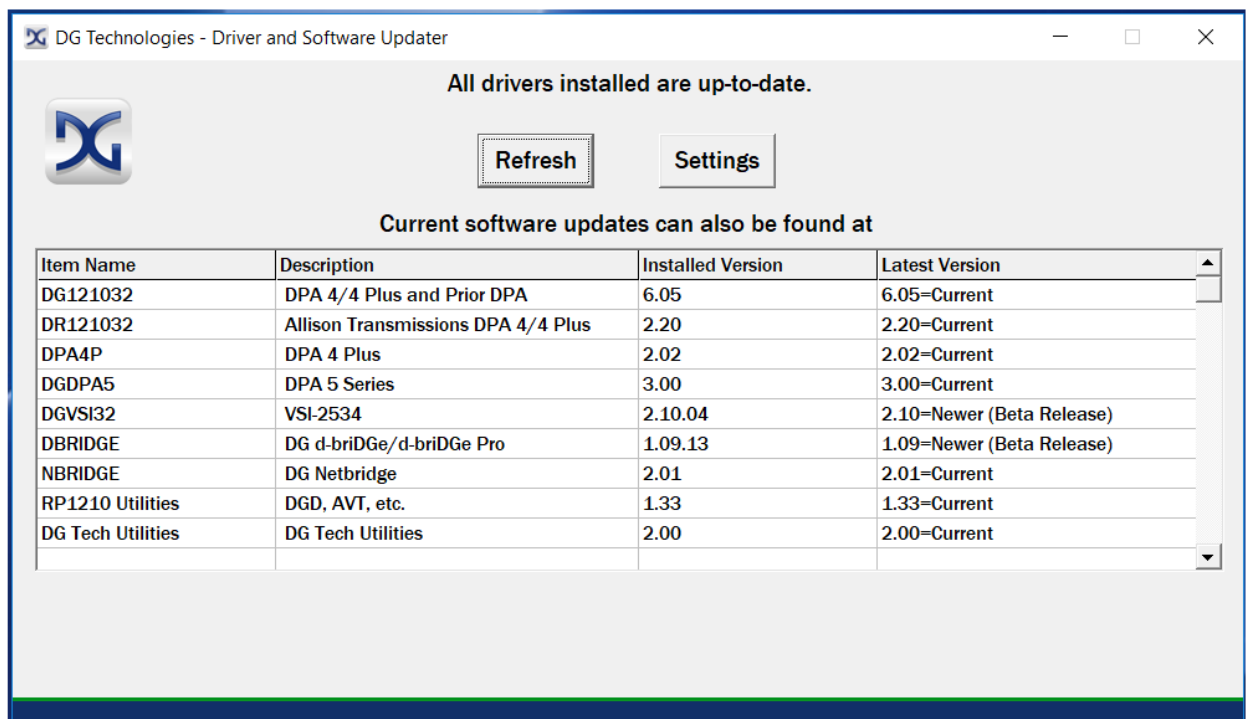 DG Technologies - Driver and Software Updater
All drivers installed are up-to-date.
DG
Refresh Settings
Current software updates can also be found at
Item Name Description Installed Version Latest Version
DG121032 DPA 4/4 Plus and Prior DPA 6.05 6.05=Current
DR121032 Allison Transmissions DPA 4/4 Plus 2.20 2.20=Current
DPA4P DPA 4 Plus 2.02 2.02=Current
DGDPA5 DPA 5 Series 3.00 3.00=Current
DGVSI32 VSI-2534 2.10.04 2.10=Newer (Beta Release)
DBRIDGE DG d-briDGe/d-briDGe Pro 1.09.13 1.09=Newer (Beta Release)
NBRIDGE DG Netbridge 2.01 2.01=Current
RP1210 Utilities DGD, AVT, etc. 1.33 1.33=Current
DG Tech Utilities DG Tech Utilities 2.00 2.00=Current